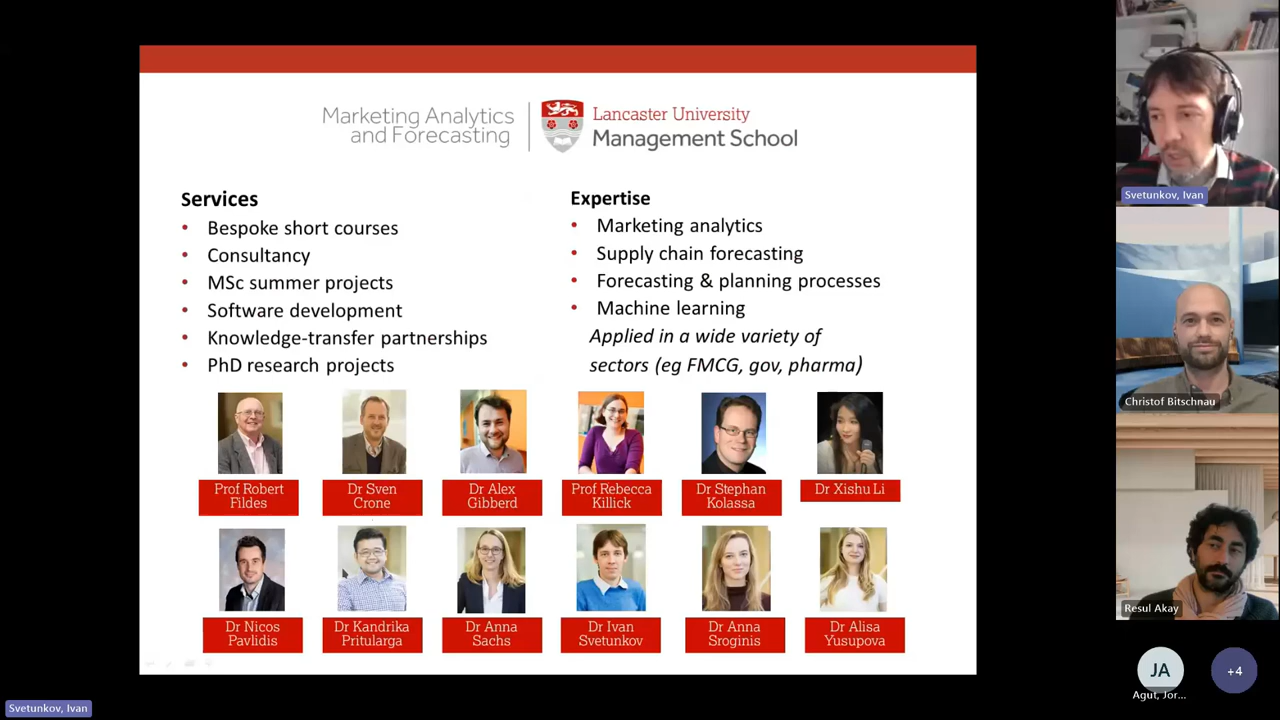 Marketing Analytics
and Forecasting
Lancaster University
Management School
Services
• Bespoke short courses
• Consultancy
• MSc summer projects
• Software development
• Knowledge-transfer partnerships
• PhD research projects
Expertise
• Marketing analytics
• Supply chain forecasting
• Forecasting & planning processes
• Machine learning
Applied in a wide variety of
sectors (eg FMCG, gov, pharma)
Prof Robert
Fildes
Dr Sven
Crone
Dr Alex
Gibberd
Prof Rebecca
Killick
Dr Stephan
Kolassa
Dr Xishu Li
Dr Nicos
Pavlidis
Dr Kandrika
Pritularga
Dr Anna
Sachs
Dr Ivan
Svetunkov
Dr Anna
Sroginis
Dr Alisa
Yusupova
Svetunkov, Ivan
Christof Bitschnau
Resul Akay
JA
Agut, Jor...
+4
Svetunkov, Ivan